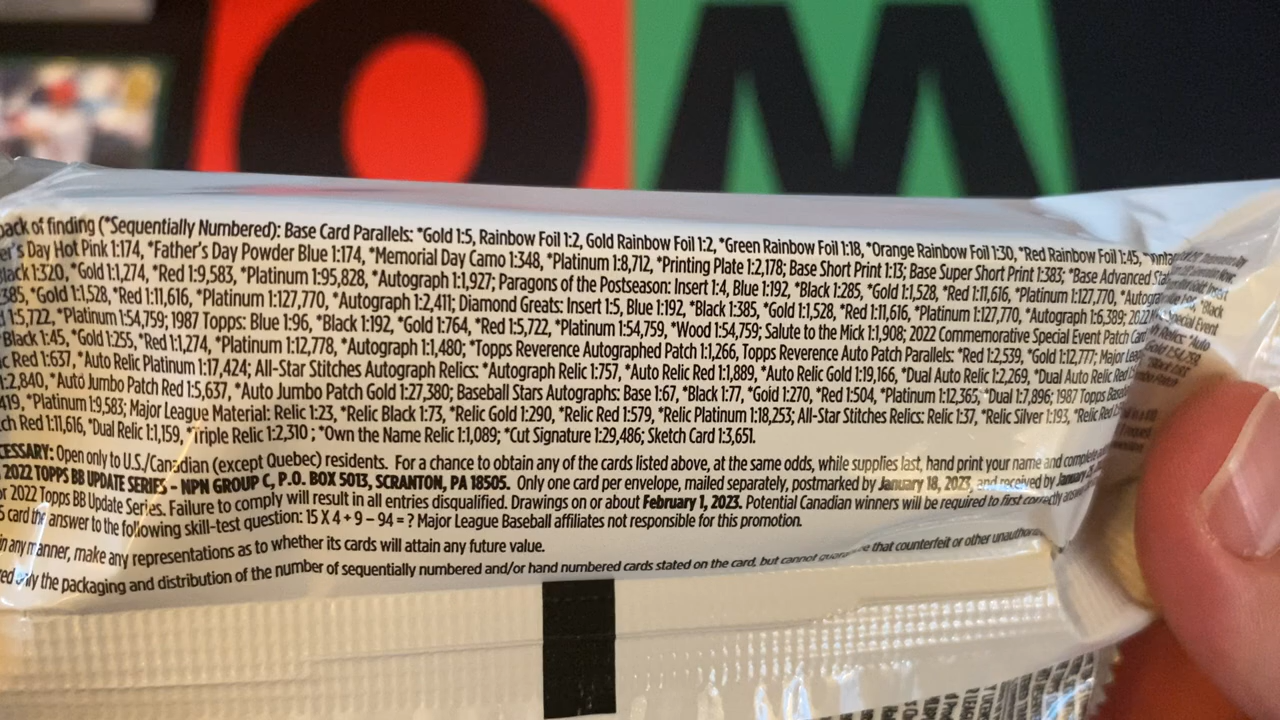 OM
pack of finding (*Sequentially Numbered): Base Card Parallels: *Gold 1:5, Rainbow Foil 1:2, Gold Rainbow Foil 1:2, *Green Rainbow Foil 1:18, *Orange Rainbow Foil 1:30, *Red Rainbow Foil 1:45,
er's Day Hot Pink 1:174, *Father's Day Powder Blue 1:174, *Memorial Day Camo 1:348, *Platinum 1:8,712, *Printing Plate 1:2,178; Base Short Print 1:13; Base Super Short Print 1:383; *Base Advanced
lack 1:320, *Gold 1:1,274, *Red 1:9,583, *Platinum 1:95,828, *Autograph 1:1,927; Paragons of the Postseason: Insert 1:4, Blue 1:192, *Black 1:285, *Gold 1:1,528, *Red 1:11,616, *Platinum 1:127,770,
385, *Gold 1:1,528, *Red 1:11,616, *Platinum 1:127,770, *Autograph 1:2,411; Diamond Greats: Insert 1:5, Blue 1:192, *Black 1:385, *Gold 1:1,528, *Red 1:11,616, *Platinum 1:127,770, *Autograph 1:6,389; 2022
1:5,722, *Platinum 1:54,759; 1987 Topps: Blue 1:96, *Black 1:192, *Gold 1:764, *Red 1:5,722, *Platinum 1:54,759, *Wood 1:54,759; Salute to the Mick 1:1,908; 2022 Commemorative Special Event Patch Card
Black 1:45, *Gold 1:255, *Red 1:1,274, *Platinum 1:12,778, *Autograph 1:1,480; *Topps Reverence Autographed Patch 1:1,266, Topps Reverence Auto Patch Parallels: *Red 1:2,539, *Gold 1:12,777; Major
c Red 1:637, *Auto Relic Platinum 1:17,424; All-Star Stitches Autograph Relics: *Autograph Relic 1:757, *Auto Relic Red 1:1,889, *Auto Relic Gold 1:19,166, *Dual Auto Relic 1:2,269, *Dual Auto Relic Red
1:2,840, *Auto Jumbo Patch Red 1:5,637, *Auto Jumbo Patch Gold 1:27,380; Baseball Stars Autographs: Base 1:67, *Black 1:77, *Gold 1:270, *Red 1:504, *Platinum 1:12,365, *Dual 1:7,896; 1987 Topps
419, *Platinum 1:9,583; Major League Material: Relic 1:23, *Relic Black 1:73, *Relic Gold 1:290, *Relic Red 1:579, *Relic Platinum 1:18,253; All-Star Stitches Relics: Relic 1:37, *Relic Silver 1:193, *Relic Red
ch Red 1:11,616, *Dual Relic 1:1,159, *Triple Relic 1:2,310 ; *Own the Name Relic 1:1,089; *Cut Signature 1:29,486; Sketch Card 1:3,651.
CESSARY: Open only to U.S./Canadian (except Quebec) residents. For a chance to obtain any of the cards listed above, at the same odds, while supplies last, hand print your name and complete
2022 TOPPS BB UPDATE SERIES – NPN GROUP C, P.O. BOX 5013, SCRANTON, PA 18505. Only one card per envelope, mailed separately, postmarked by January 18, 2023, and received by January
or 2022 Topps BB Update Series. Failure to comply will result in all entries disqualified. Drawings on or about February 1, 2023. Potential Canadian winners will be required to first correctly
card the answer to the following skill-test question: 15 X 4 + 9 – 94 = ? Major League Baseball affiliates not responsible for this promotion.
in any manner, make any representations as to whether its cards will attain any future value.
only the packaging and distribution of the number of sequentially numbered and/or hand numbered cards stated on the card, but cannot that counterfeit or other